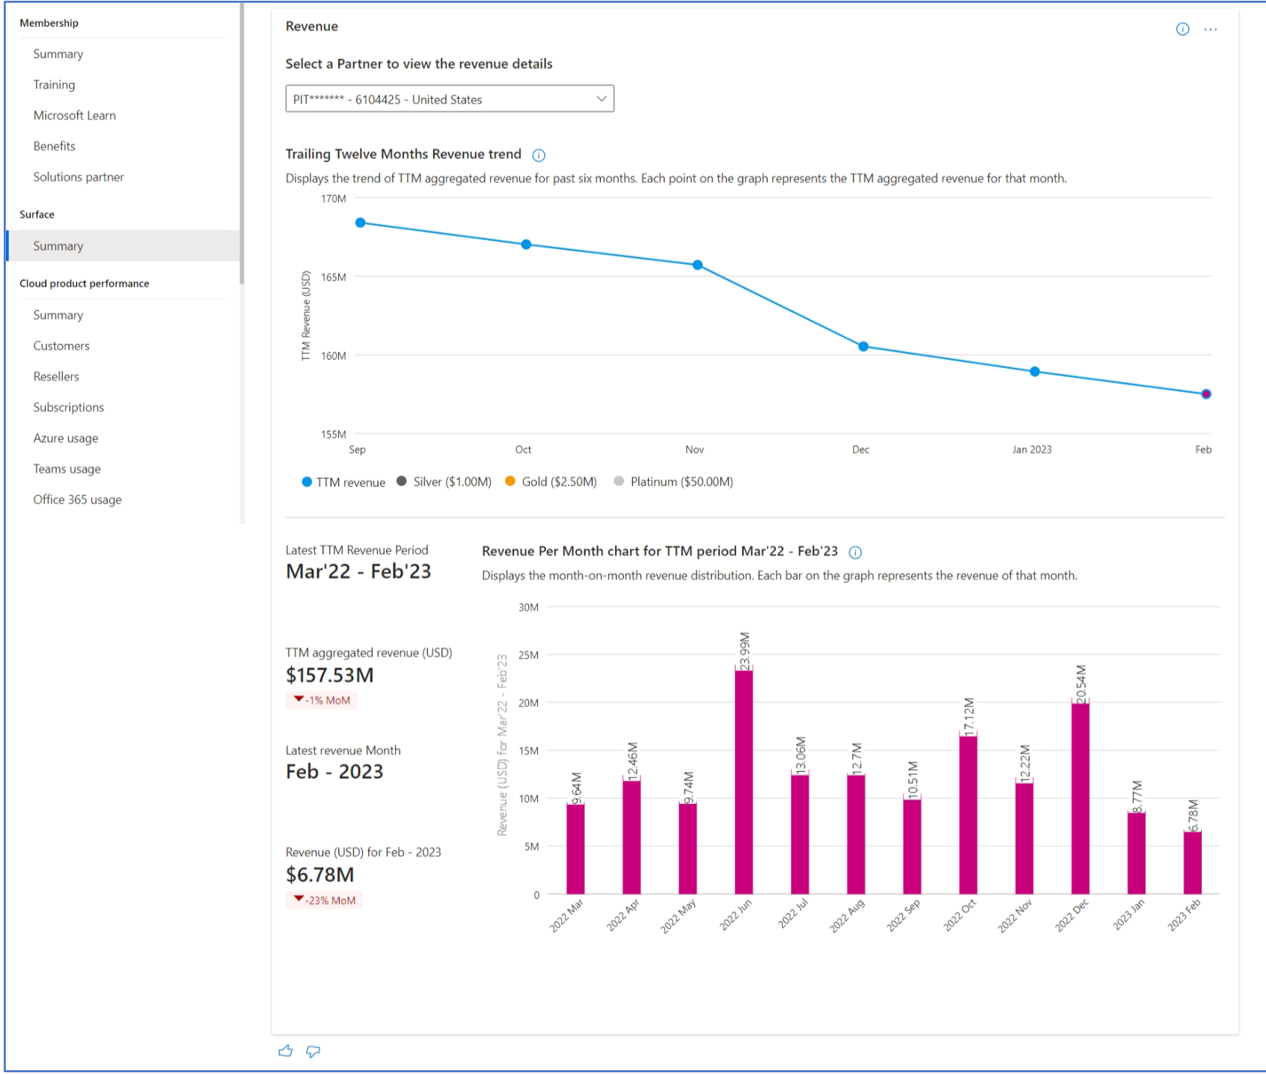 Membership
Summary
Training
Microsoft Learn
Benefits
Solutions partner
Surface
Summary
Cloud product performance
Summary
Customers
Resellers
Subscriptions
Azure usage
Teams usage
Office 365 usage
Revenue
Select a Partner to view the revenue details
PIT******* - 6104425 - United States
Trailing Twelve Months Revenue trend
Displays the trend of TTM aggregated revenue for past six months. Each point on the graph represents the TTM aggregated revenue for that month.
TTM Revenue (USD)
170M
165M
160M
155M
Sep Oct Nov Dec Jan 2023 Feb
TTM revenue Silver ($1.00M) Gold ($2.50M) Platinum ($50.00M)
Latest TTM Revenue Period
Mar'22 - Feb'23
TTM aggregated revenue (USD)
$157.53M
-1% MoM
Latest revenue Month
Feb - 2023
Revenue (USD) for Feb - 2023
$6.78M
-23% MoM
Revenue Per Month chart for TTM period Mar'22 - Feb'23
Displays the month-on-month revenue distribution. Each bar on the graph represents the revenue of that month.
Revenue (USD) for Mar'22 - Feb'23
30M
25M
20M
15M
10M
5M
0
9.64M 12.46M 9.74M 23.99M 13.06M 12.7M 10.51M 17.12M 12.22M 20.54M 8.77M 6.78M
2022 Mar 2022 Apr 2022 May 2022 Jun 2022 Jul 2022 Aug 2022 Sep 2022 Oct 2022 Nov 2022 Dec 2023 Jan 2023 Feb